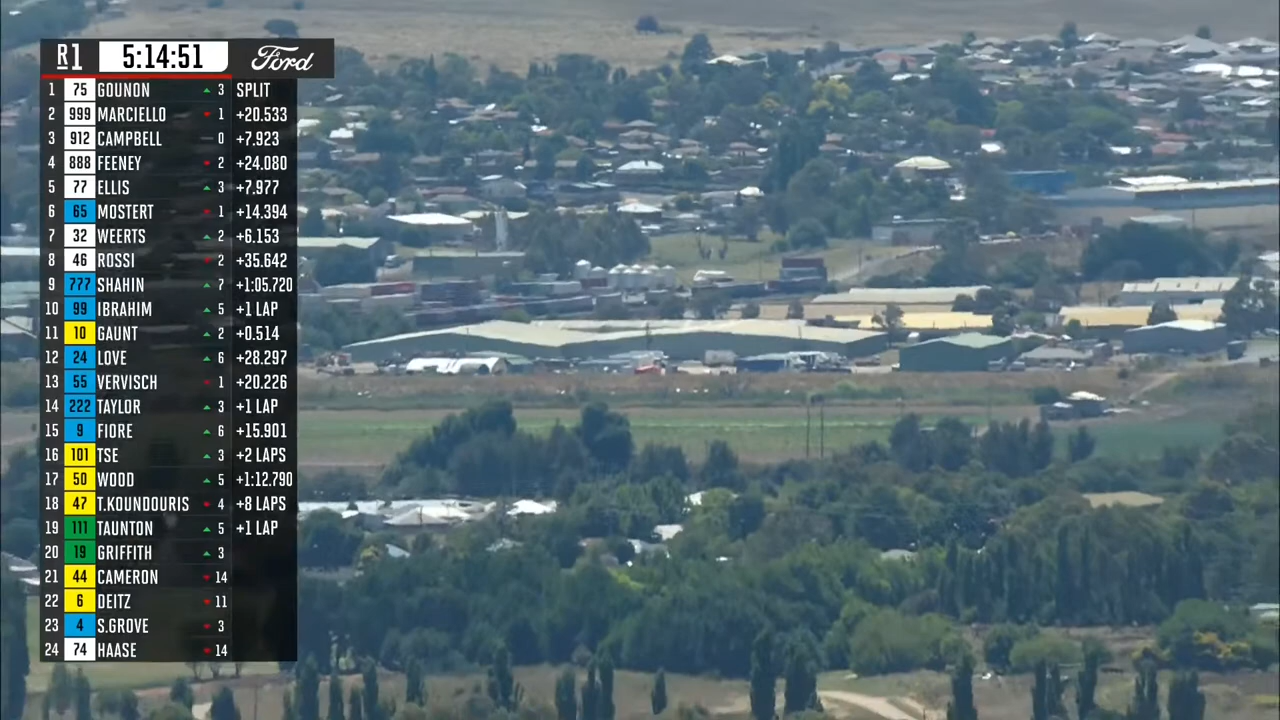 R1 5:14:51 Ford
1 75 GOUNON 3 SPLIT
2 999 MARCIELLO 1 +20.533
3 912 CAMPBELL 0 +7.923
4 888 FEENEY 2 +24.080
5 77 ELLIS 3 +7.977
6 65 MOSTERT 1 +14.394
7 32 WEERTS 2 +6.153
8 46 ROSSI 2 +35.642
9 777 SHAHIN 7 +1:05.720
10 99 IBRAHIM 5 +1 LAP
11 10 GAUNT 2 +0.514
12 24 LOVE 6 +28.297
13 55 VERVISCH 1 +20.226
14 222 TAYLOR 3 +1 LAP
15 9 FIORE 6 +15.901
16 101 TSE 3 +2 LAPS
17 50 WOOD 5 +1:12.790
18 47 T.KOUNDOURIS 4 +8 LAPS
19 111 TAUNTON 5 +1 LAP
20 19 GRIFFITH 3
21 44 CAMERON 14
22 6 DEITZ 11
23 4 S.GROVE 3
24 74 HAASE 14